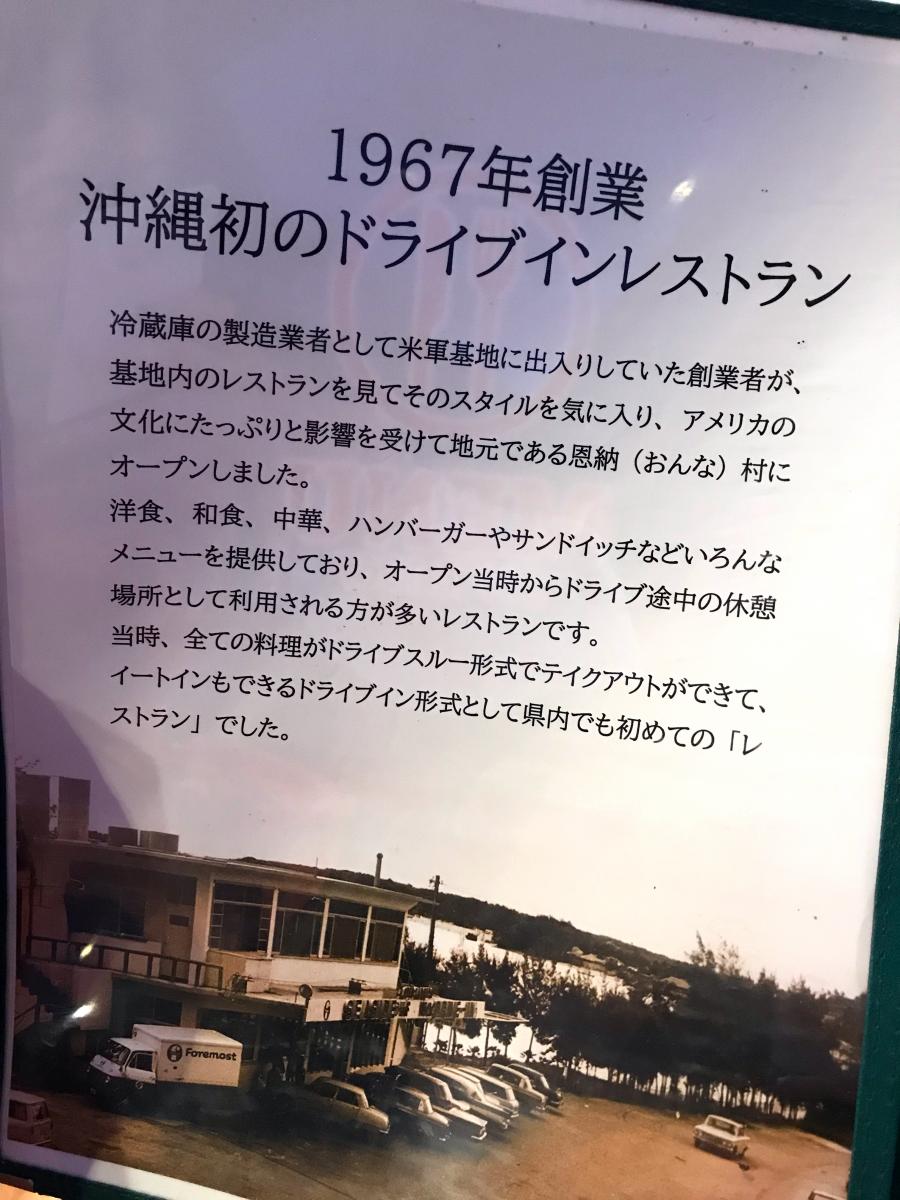 1967年創業
沖縄初のドライブインレストラン
冷蔵庫の製造業者として米軍基地に出入りしていた創業者が、
基地内のレストランを見てそのスタイルを気に入り、アメリカの
文化にたっぷりと影響を受けて地元である恩納（おんな）村に
オープンしました。
洋食、和食、中華、ハンバーガーやサンドイッチなどいろんな
メニューを提供しており、オープン当時からドライブ途中の休憩
場所として利用される方が多いレストランです。
当時、全ての料理がドライブスルー形式でテイクアウトができて、
イートインもできるドライブイン形式として県内でも初めての「レ
ストラン」でした。
Foremost